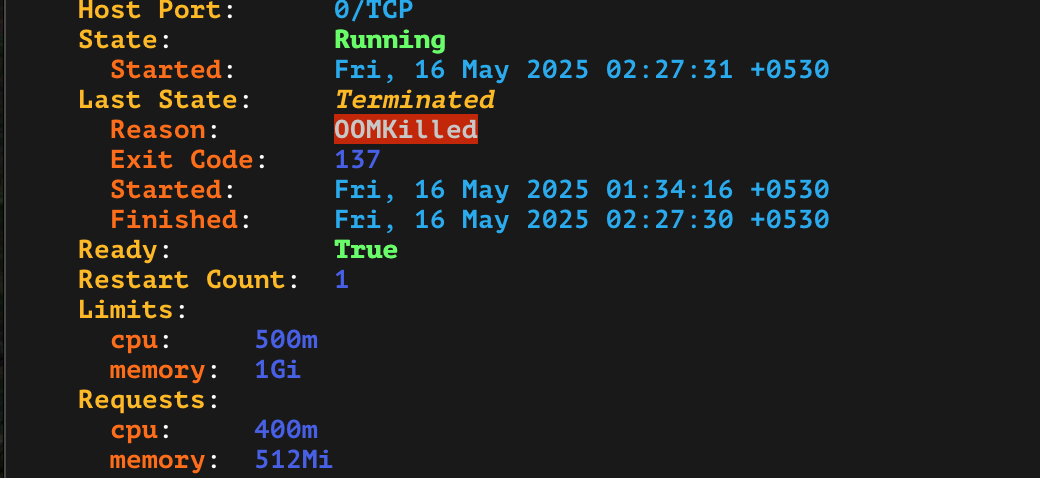 Host Port: 0/TCP
State: Running
Started: Fri, 16 May 2025 02:27:31 +0530
Last State: Terminated
Reason: OOMKilled
Exit Code: 137
Started: Fri, 16 May 2025 01:34:16 +0530
Finished: Fri, 16 May 2025 02:27:30 +0530
Ready: True
Restart Count: 1
Limits:
cpu: 500m
memory: 1Gi
Requests:
cpu: 400m
memory: 512Mi